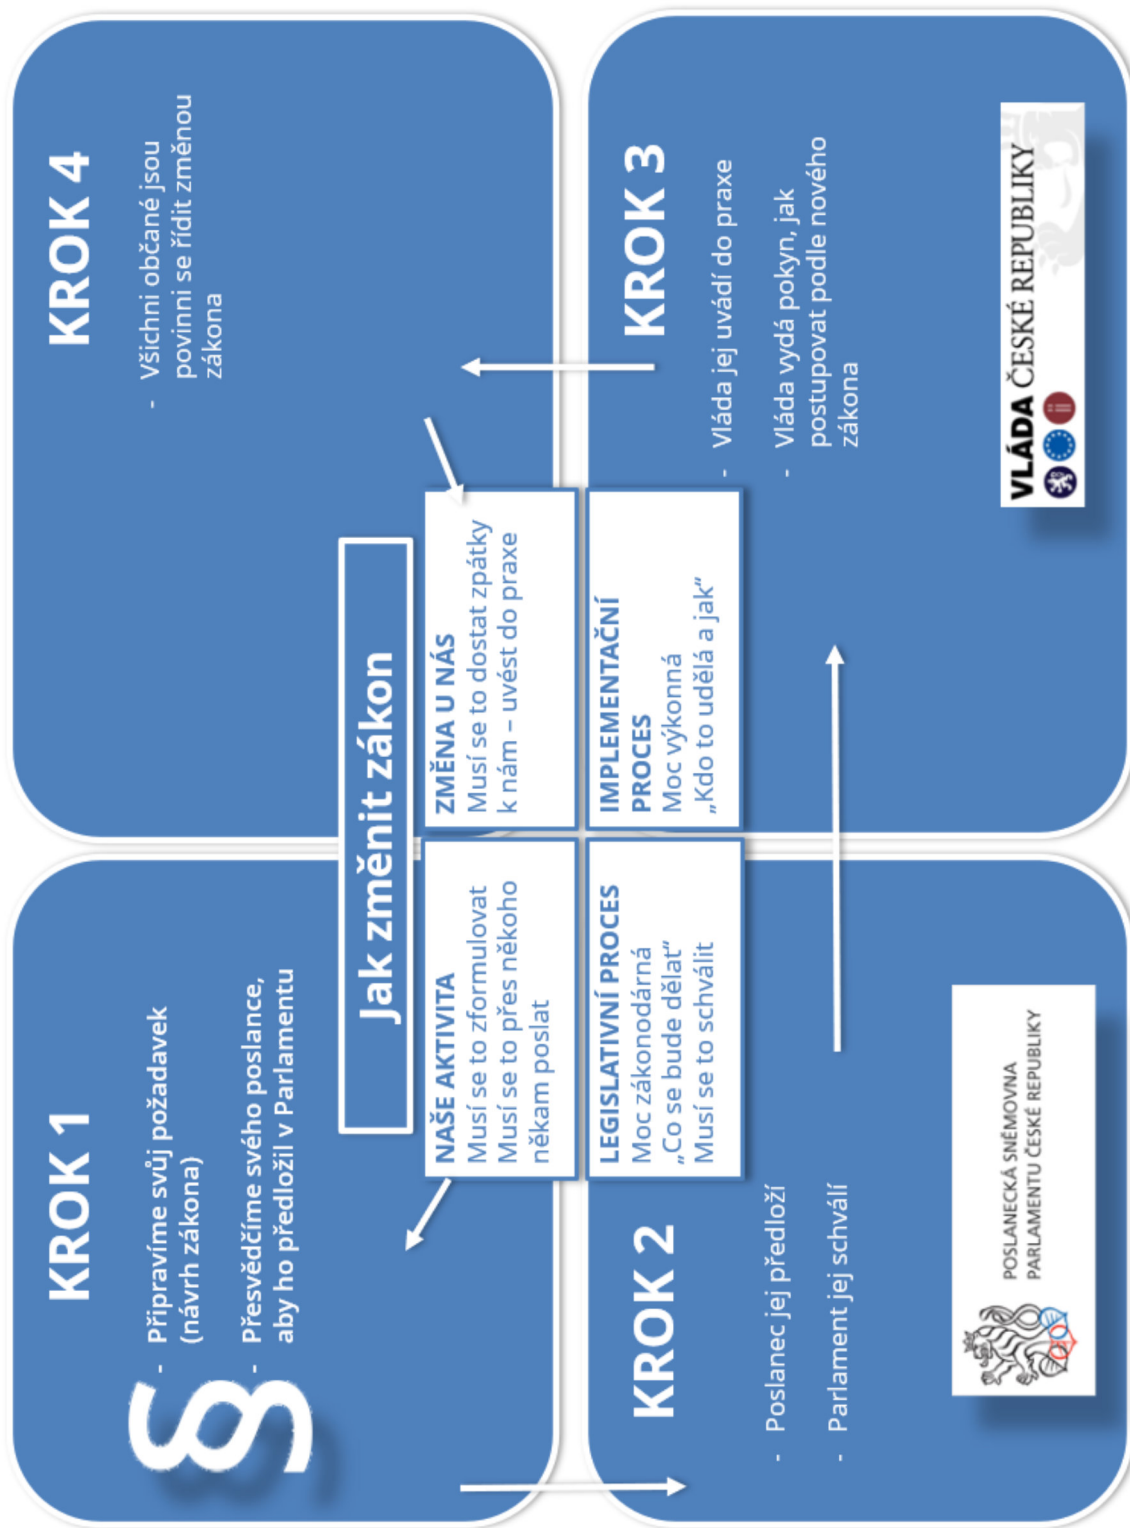 Jak změnit zákon
KROK 1
§
- Připravíme svůj požadavek
(návrh zákona)
- Přesvědčíme svého poslance,
aby ho předložil v Parlamentu
NAŠE AKTIVITA
Musí se to zformulovat
Musí se to přes někoho
někam poslat
KROK 2
- Poslanec jej předloží
- Parlament jej schválí
LEGISLATIVNÍ PROCES
Moc zákonodárná
„Co se bude dělat“
Musí se to schválit
POSLANECKÁ SNĚMOVNA
PARLAMENTU ČESKÉ REPUBLIKY
KROK 3
- Vláda jej uvádí do praxe
- Vláda vydá pokyn, jak
postupovat podle nového
zákona
IMPLEMENTAČNÍ
PROCES
Moc výkonná
„Kdo to udělá a jak“
VLÁDA ČESKÉ REPUBLIKY
KROK 4
- Všichni občané jsou
povinni se řídit změnou
zákona
ZMĚNA U NÁS
Musí se to dostat zpátky
k nám – uvést do praxe